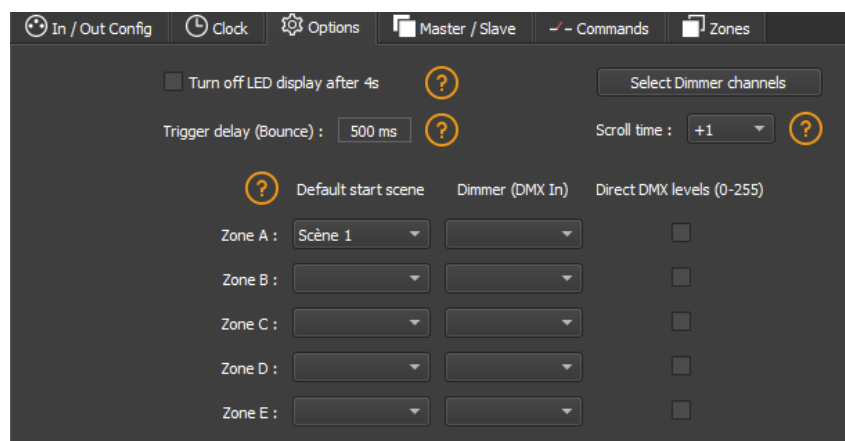 In / Out Config Clock Options Master / Slave Commands Zones
Turn off LED display after 4s ? Select Dimmer channels
Trigger delay (Bounce) : 500 ms ? Scroll time : +1 ?
? Default start scene Dimmer (DMX In) Direct DMX levels (0-255)
Zone A : Scène 1
Zone B :
Zone C :
Zone D :
Zone E :